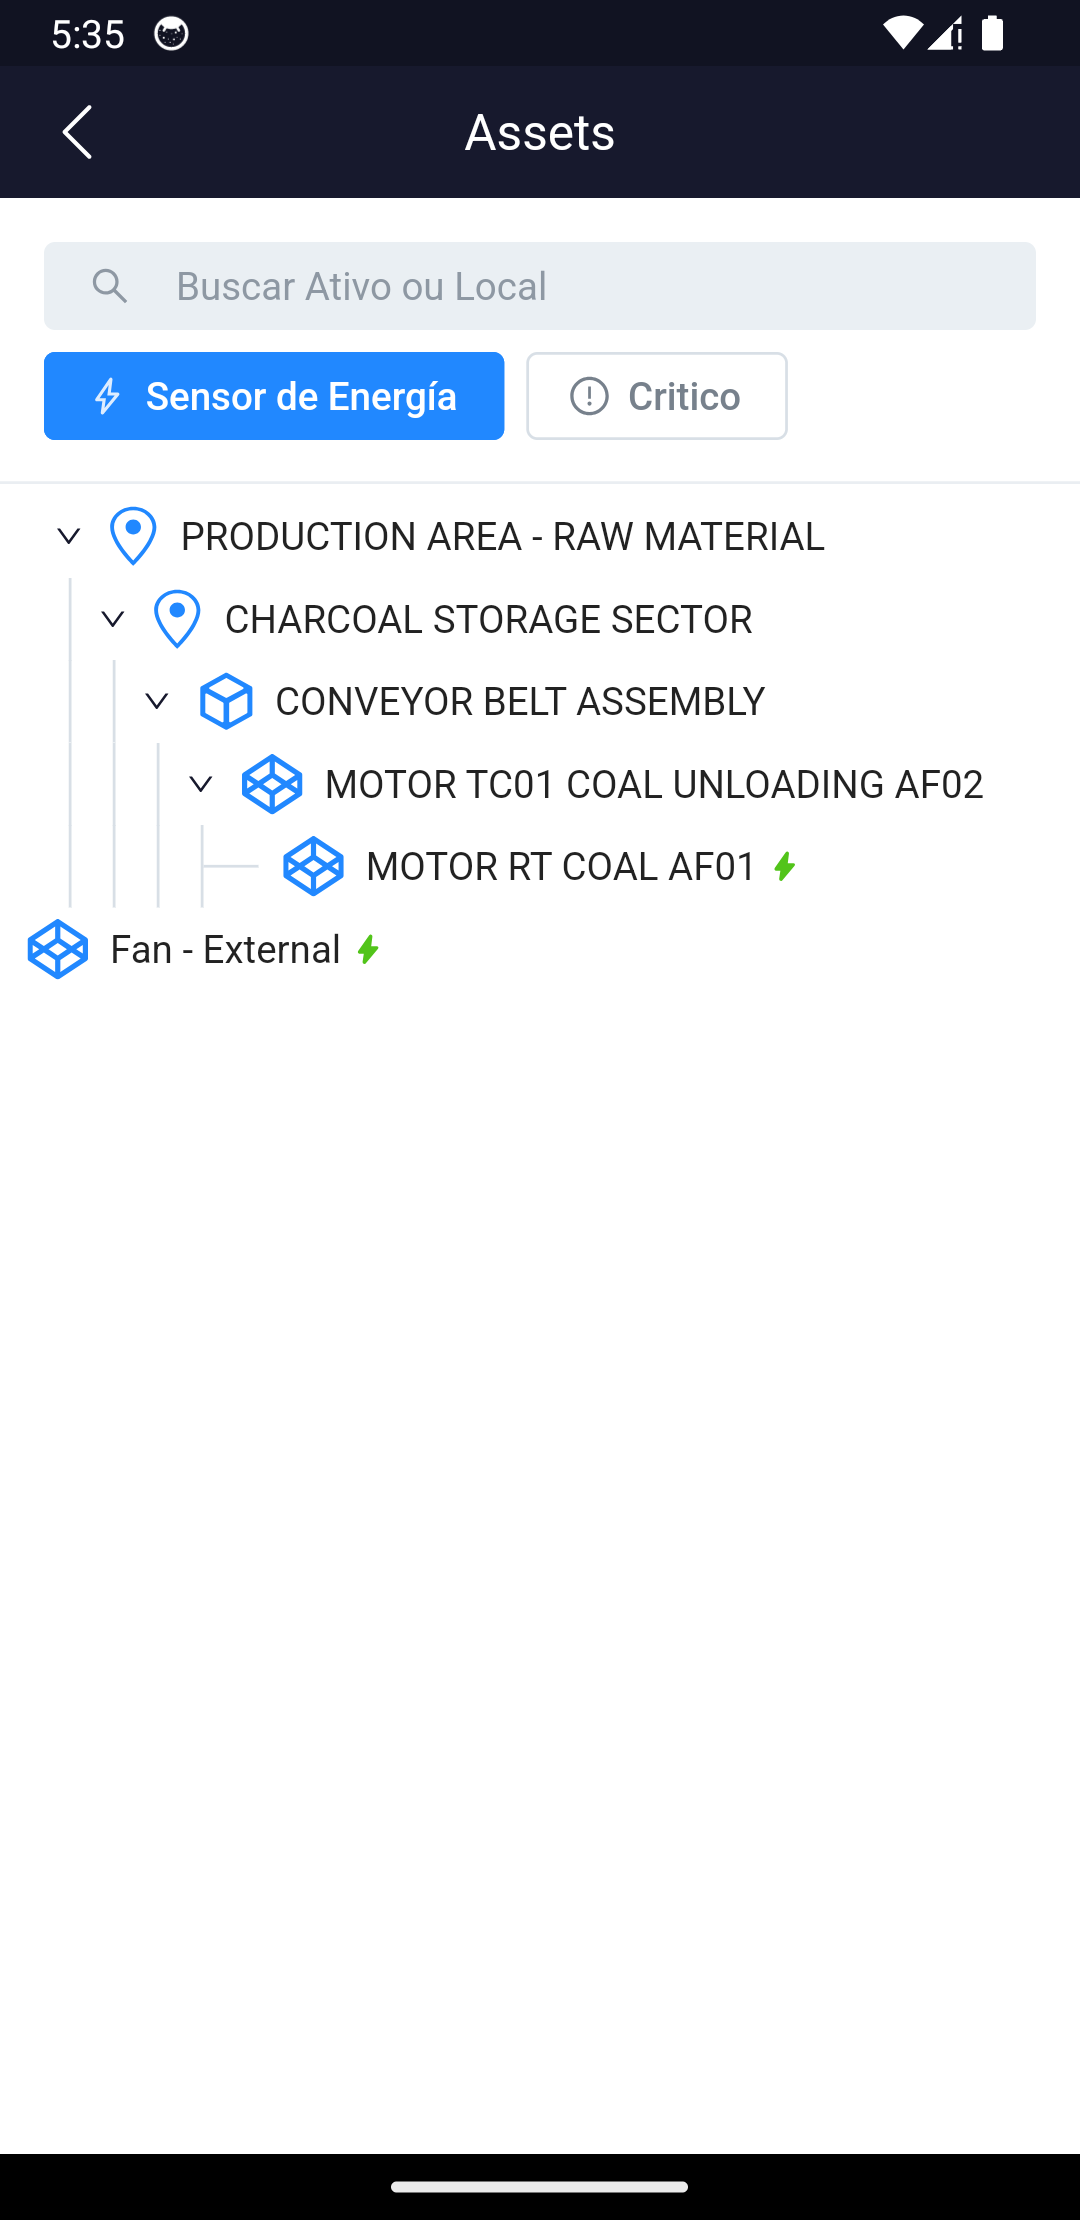 5:35
Assets
Buscar Ativo ou Local
Sensor de Energía
Critico
PRODUCTION AREA - RAW MATERIAL
CHARCOAL STORAGE SECTOR
CONVEYOR BELT ASSEMBLY
MOTOR TC01 COAL UNLOADING AF02
MOTOR RT COAL AF01
Fan - External